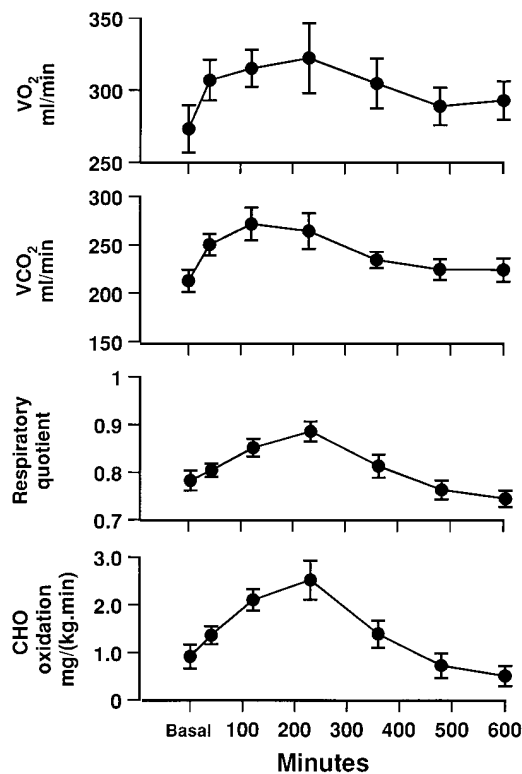 350
300
250
VO2
ml/min
300
250
200
150
VCO2
ml/min
1
0.9
0.8
0.7
Respiratory
quotient
3.0
2.0
1.0
0
CHO
oxidation
mg/(kg.min)
Basal 100 200 300 400 500 600
Minutes